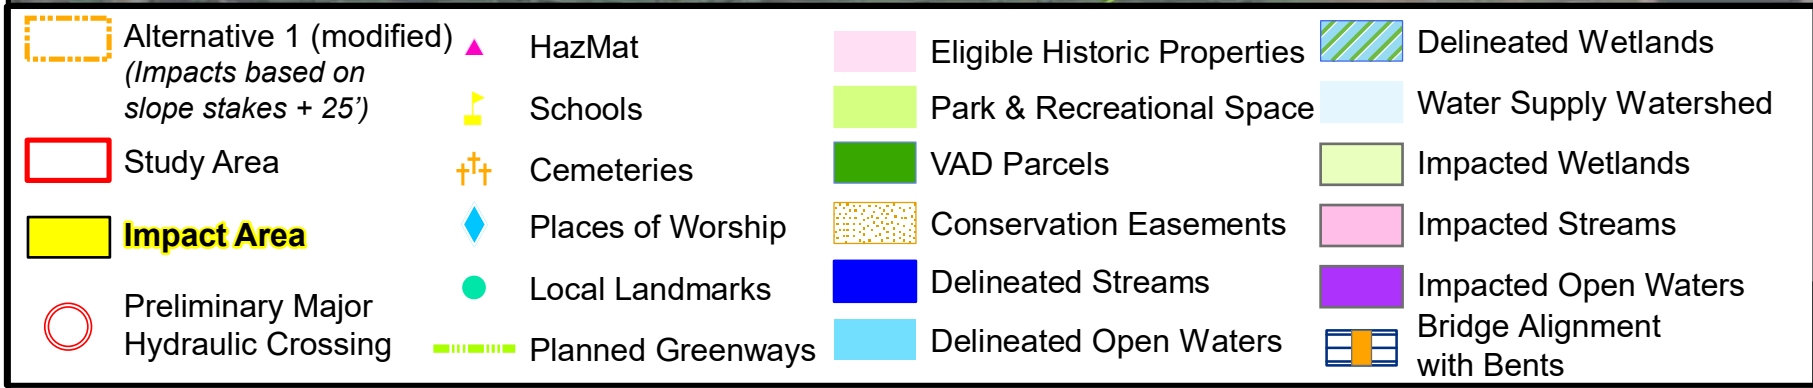 Alternative 1 (modified)
(Impacts based on
slope stakes + 25’)
Study Area
Impact Area
Preliminary Major
Hydraulic Crossing
HazMat
Schools
Cemeteries
Places of Worship
Local Landmarks
Planned Greenways
Eligible Historic Properties
Park & Recreational Space
VAD Parcels
Conservation Easements
Delineated Streams
Delineated Open Waters
Delineated Wetlands
Water Supply Watershed
Impacted Wetlands
Impacted Streams
Impacted Open Waters
Bridge Alignment
with Bents